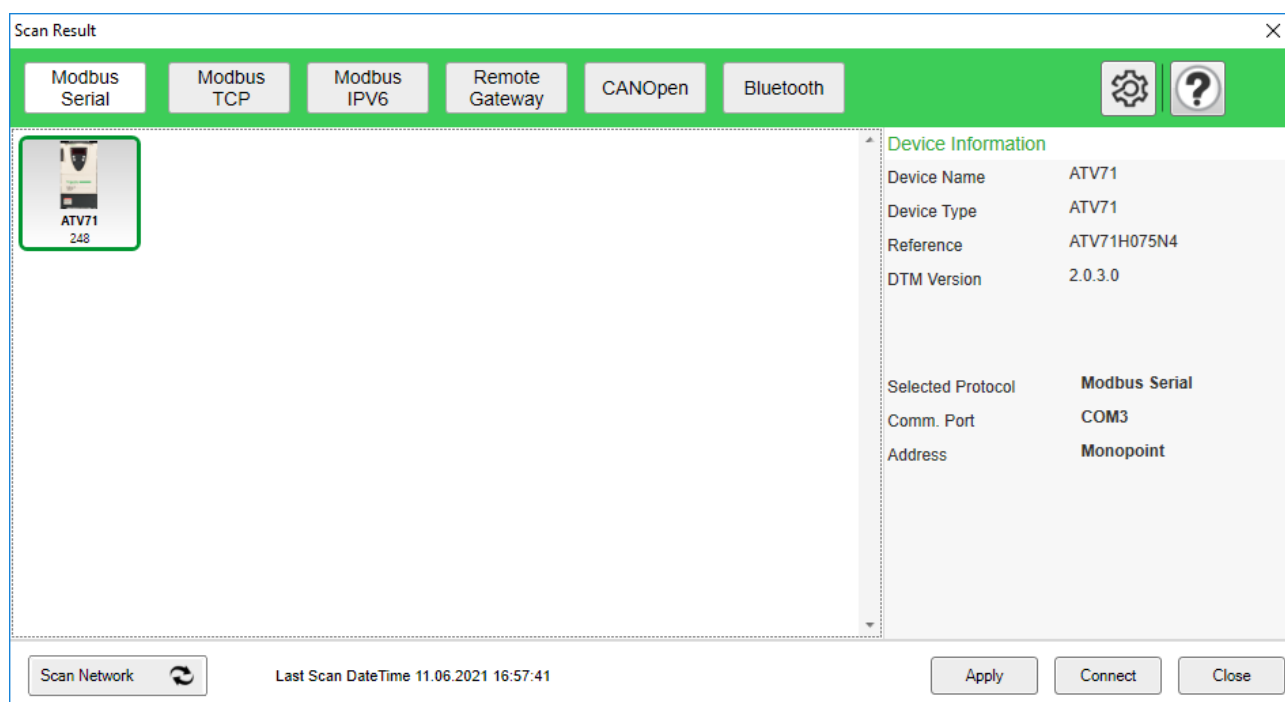 Scan Result
Modbus Serial
Modbus TCP
Modbus IPV6
Remote Gateway
CANOpen
Bluetooth
?
ATV71
248
Device Information
Device Name ATV71
Device Type ATV71
Reference ATV71H075N4
DTM Version 2.0.3.0
Selected Protocol Modbus Serial
Comm. Port COM3
Address Monopoint
Scan Network
Last Scan DateTime 11.06.2021 16:57:41
Apply
Connect
Close